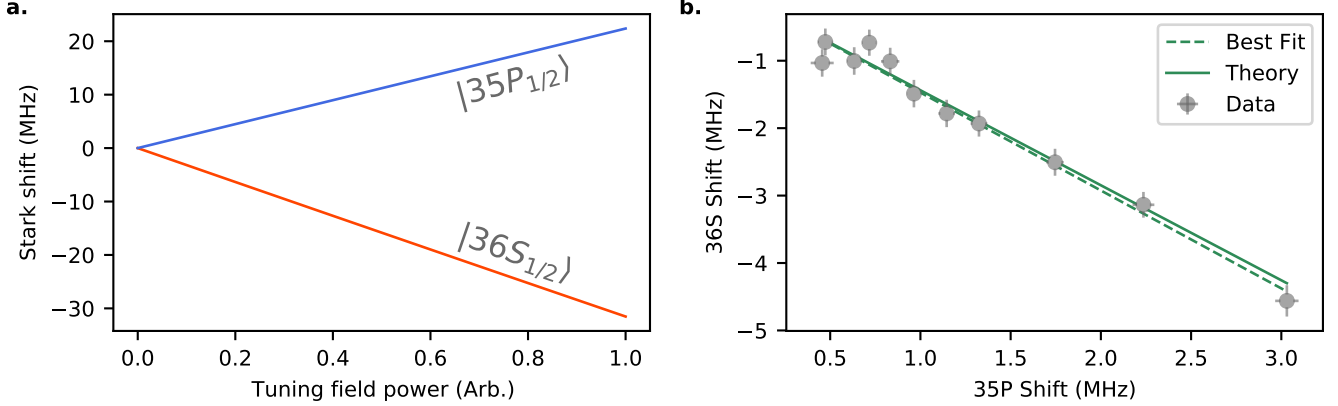 a.
Stark shift (MHz)
20
10
0
−10
−20
−30
|35P1/2⟩
|36S1/2⟩
0.0 0.2 0.4 0.6 0.8 1.0
Tuning field power (Arb.)
b.
36S Shift (MHz)
−1
−2
−3
−4
−5
Best Fit
Theory
Data
0.5 1.0 1.5 2.0 2.5 3.0
35P Shift (MHz)